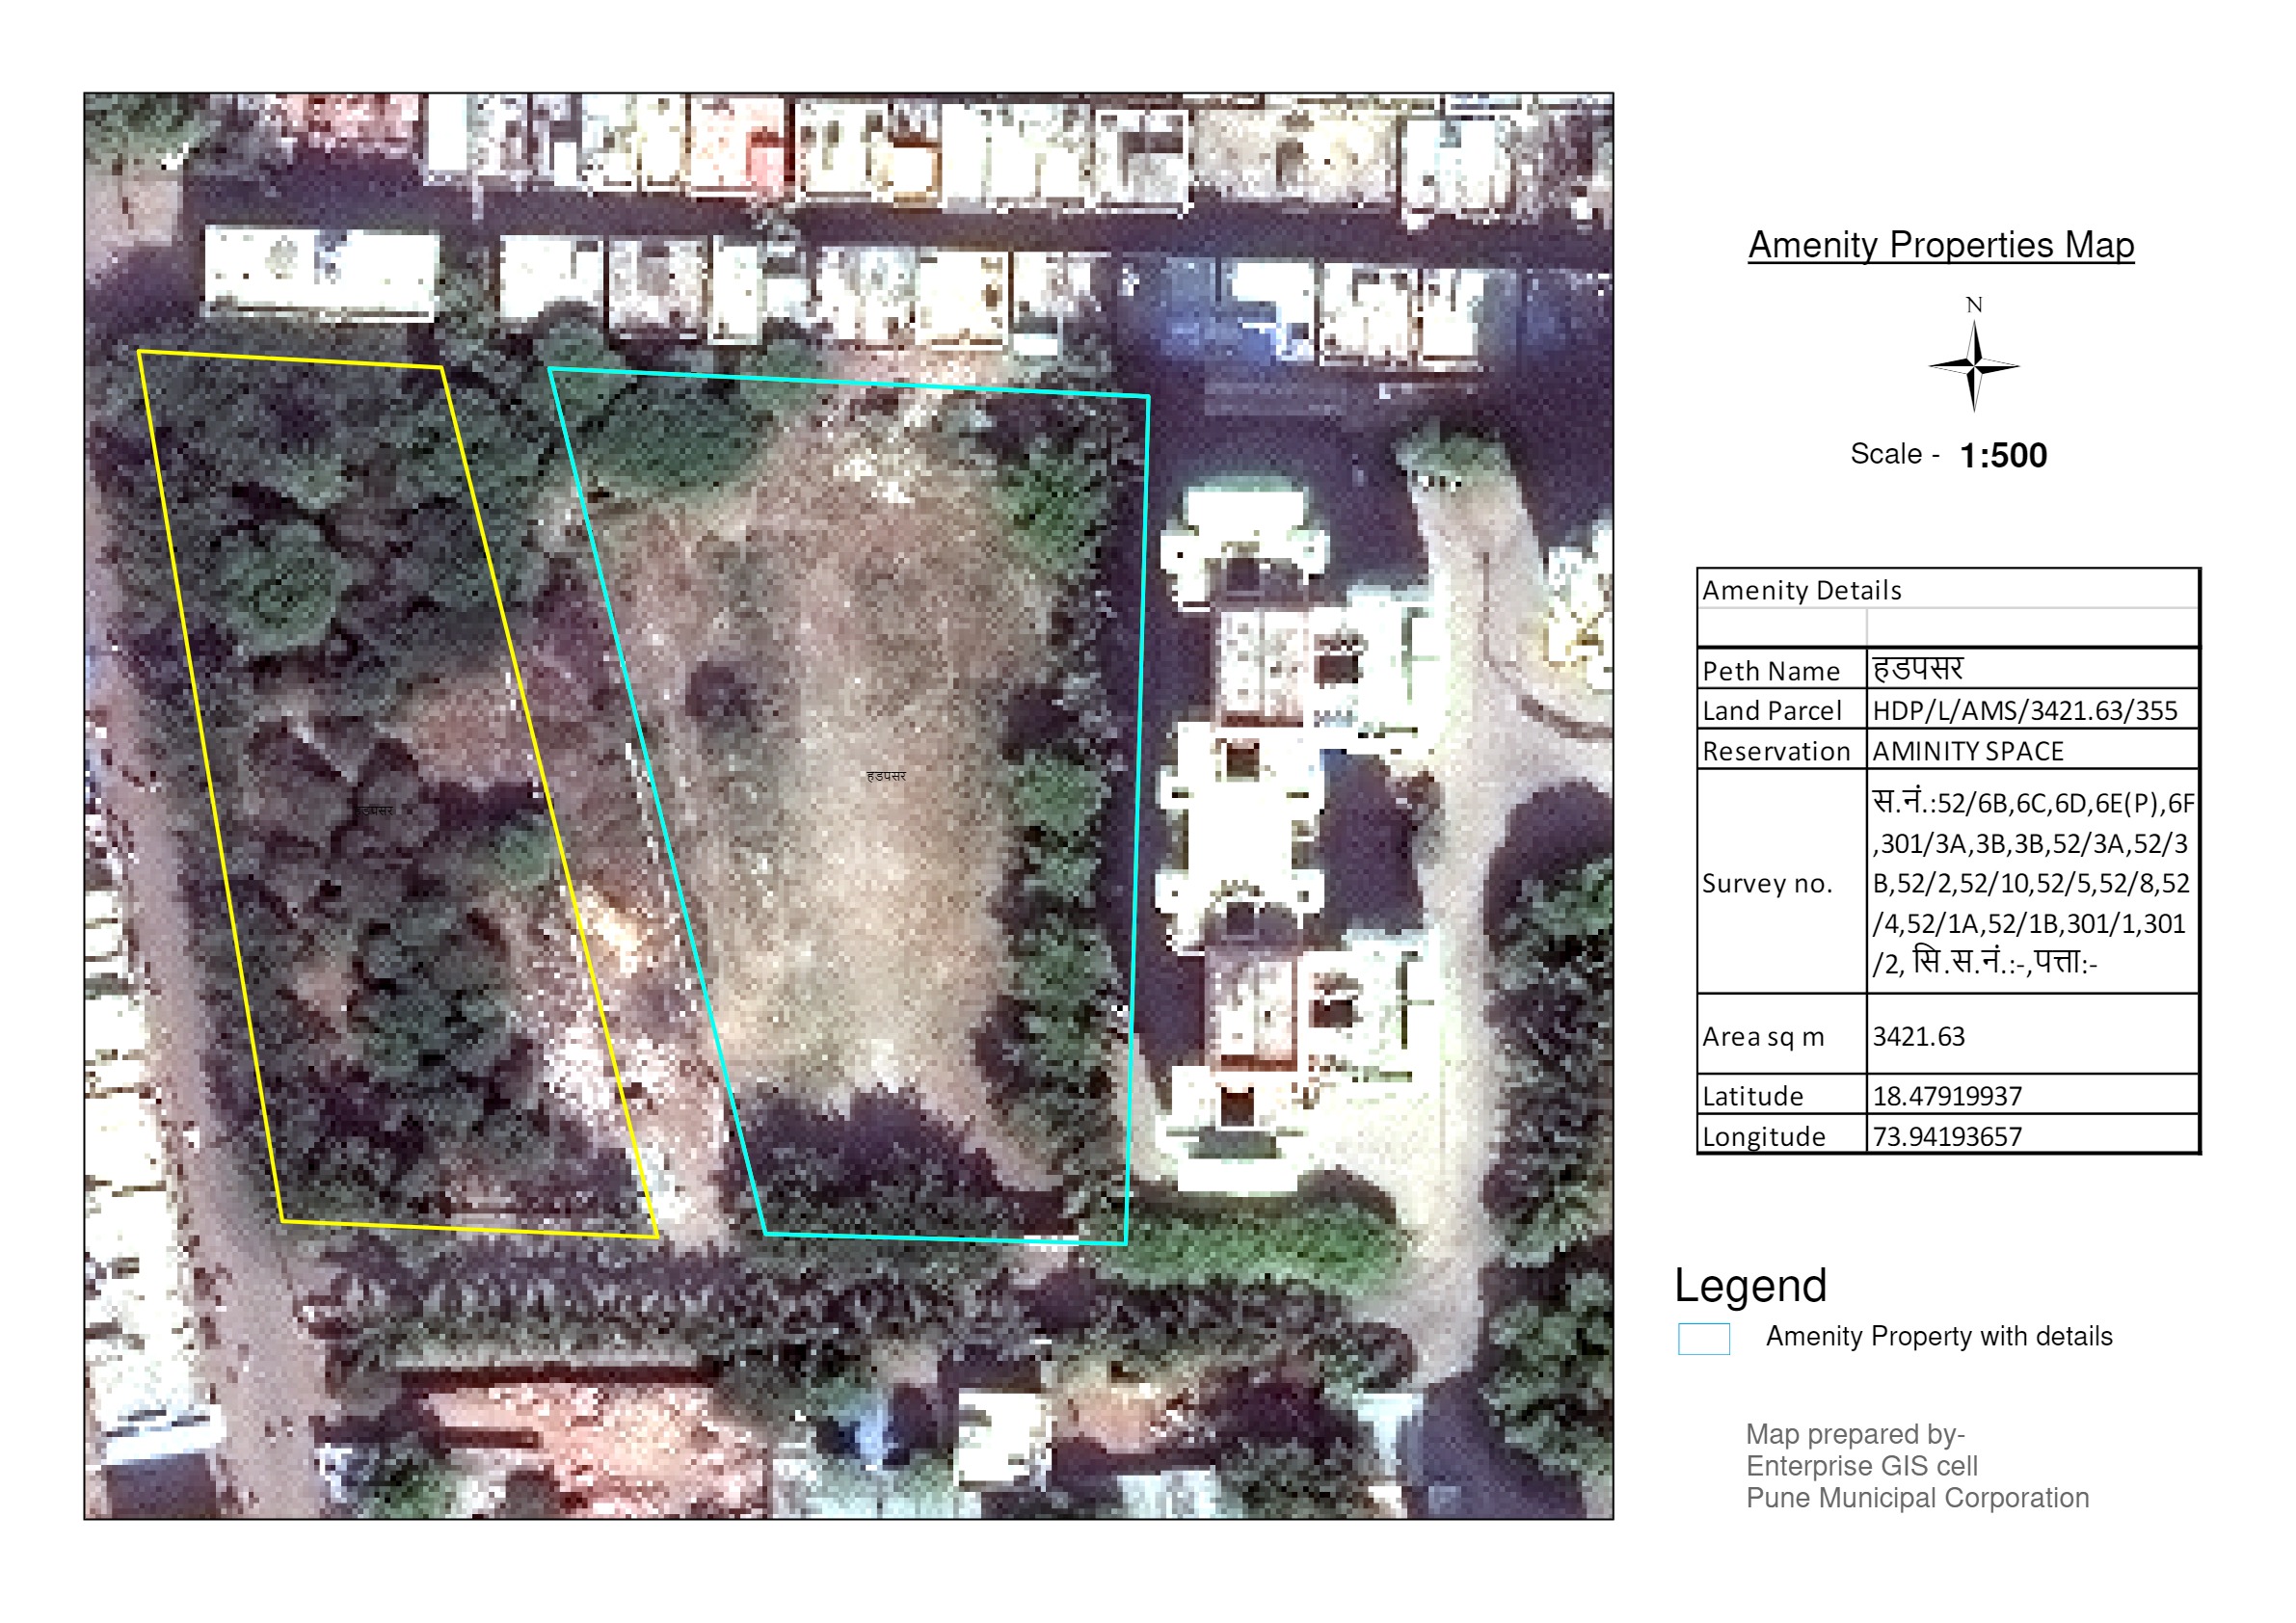 Amenity Properties Map
N
Scale - 1:500
Amenity Details
Peth Name हडपसर
Land Parcel HDP/L/AMS/3421.63/355
Reservation AMINITY SPACE
Survey no. स.नं.:52/6B,6C,6D,6E(P),6F
,301/3A,3B,3B,52/3A,52/3
B,52/2,52/10,52/5,52/8,52
/4,52/1A,52/1B,301/1,301
/2, सि.स.नं.:-,पत्ता:-
Area sq m 3421.63
Latitude 18.47919937
Longitude 73.94193657
हडपसर
हडपसर
Legend
Amenity Property with details
Map prepared by-
Enterprise GIS cell
Pune Municipal Corporation